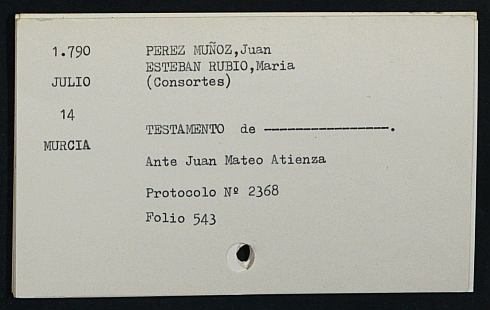 1.790 PEREZ MUÑOZ,Juan
ESTEBAN RUBIO,Maria
JULIO (Consortes)
14
TESTAMENTO de ----------------.
MURCIA
Ante Juan Mateo Atienza
Protocolo Nº 2368
Folio 543